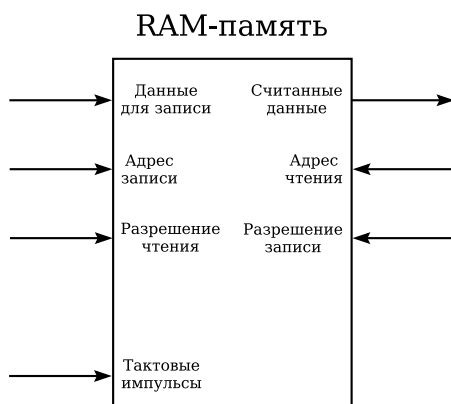 RAM-память
Данные
для записи
Считанные
данные
Адрес
записи
Адрес
чтения
Разрешение
чтения
Разрешение
записи
Тактовые
импульсы